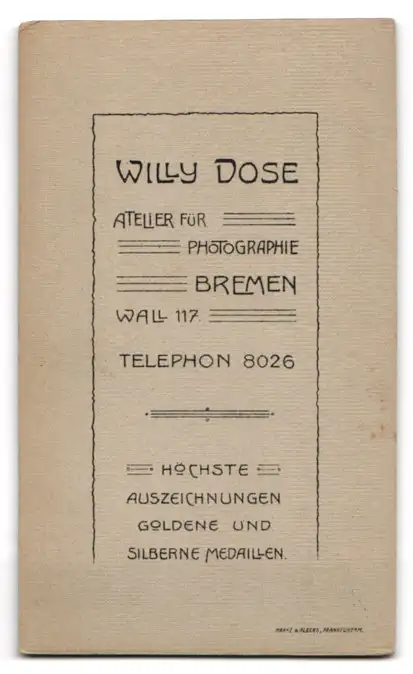 WILLY DOSE
ATELIER FÜR
PHOTOGRAPHIE
BREMEN
WALL 117.
TELEPHON 8026
HÖCHSTE
AUSZEICHNUNGEN
GOLDENE UND
SILBERNE MEDAILLEN.